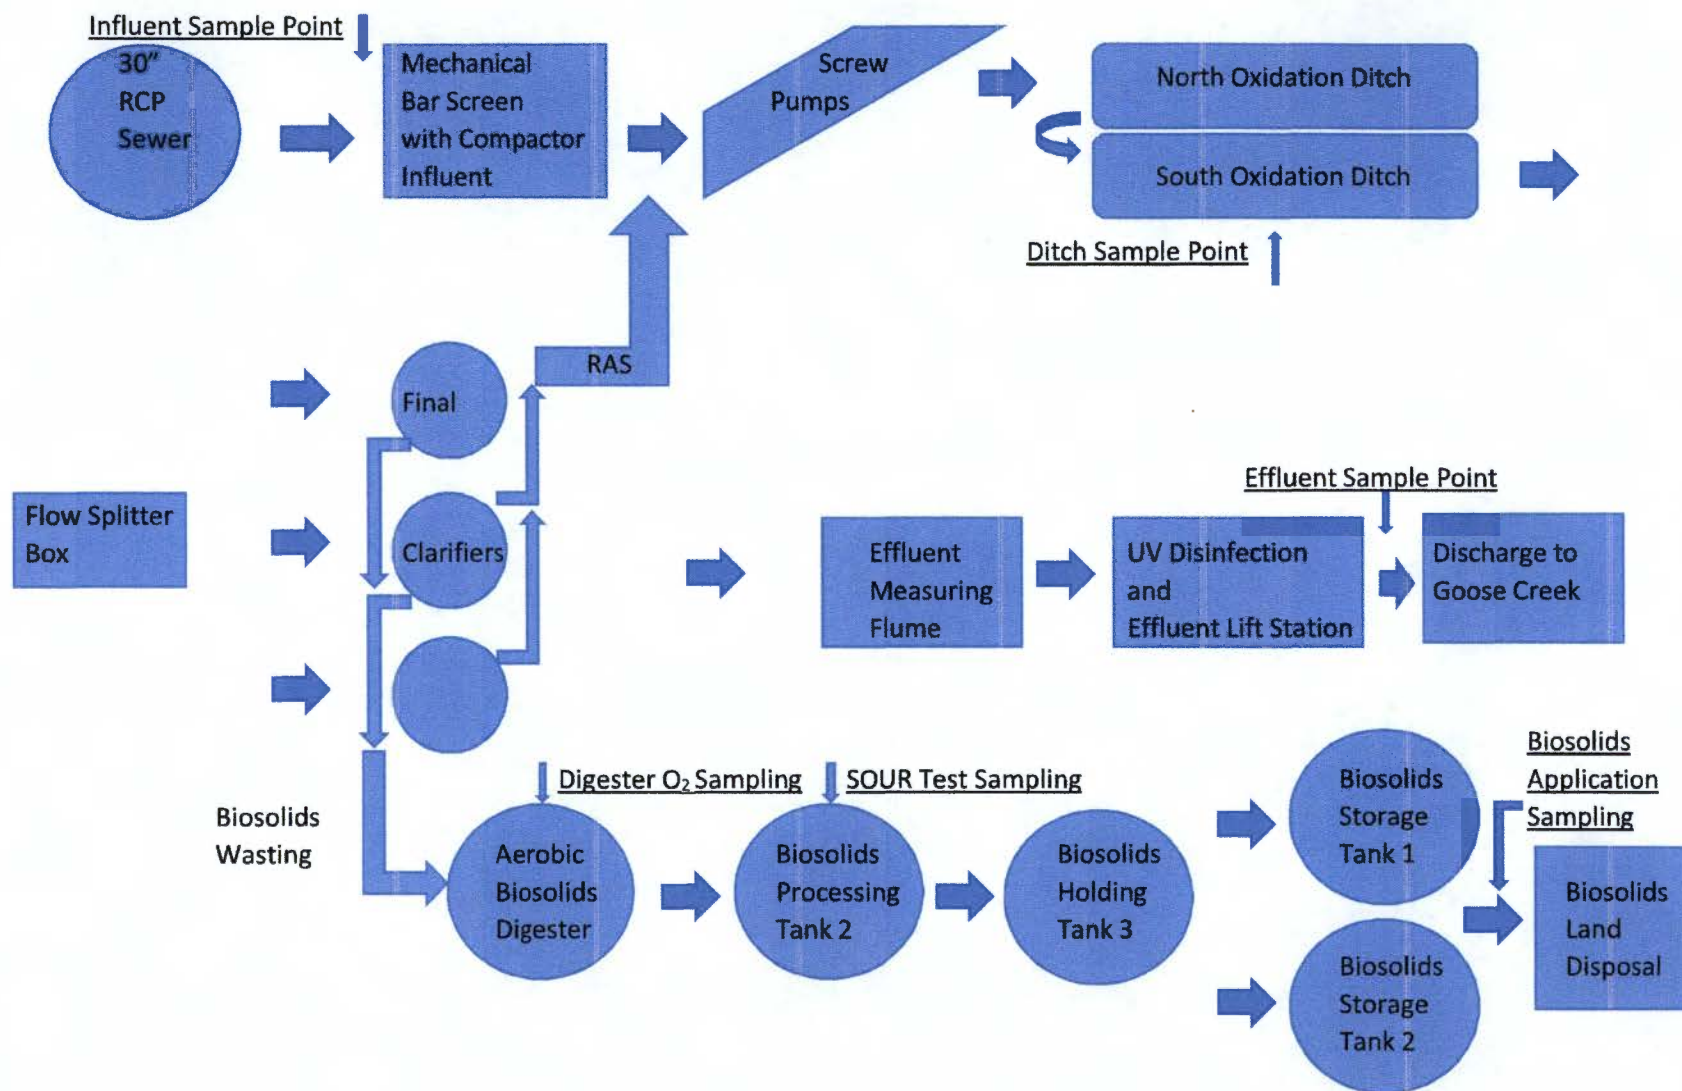 Influent Sample Point
30”
RCP
Sewer
Mechanical
Bar Screen
with Compactor
Influent
Screw
Pumps
North Oxidation Ditch
South Oxidation Ditch
Ditch Sample Point
RAS
Final
Clarifiers
Flow Splitter
Box
Effluent
Measuring
Flume
UV Disinfection
and
Effluent Lift Station
Effluent Sample Point
Discharge to
Goose Creek
Biosolids
Wasting
Digester O₂ Sampling
SOUR Test Sampling
Aerobic
Biosolids
Digester
Biosolids
Processing
Tank 2
Biosolids
Holding
Tank 3
Biosolids
Storage
Tank 1
Biosolids
Storage
Tank 2
Biosolids
Application
Sampling
Biosolids
Land
Disposal